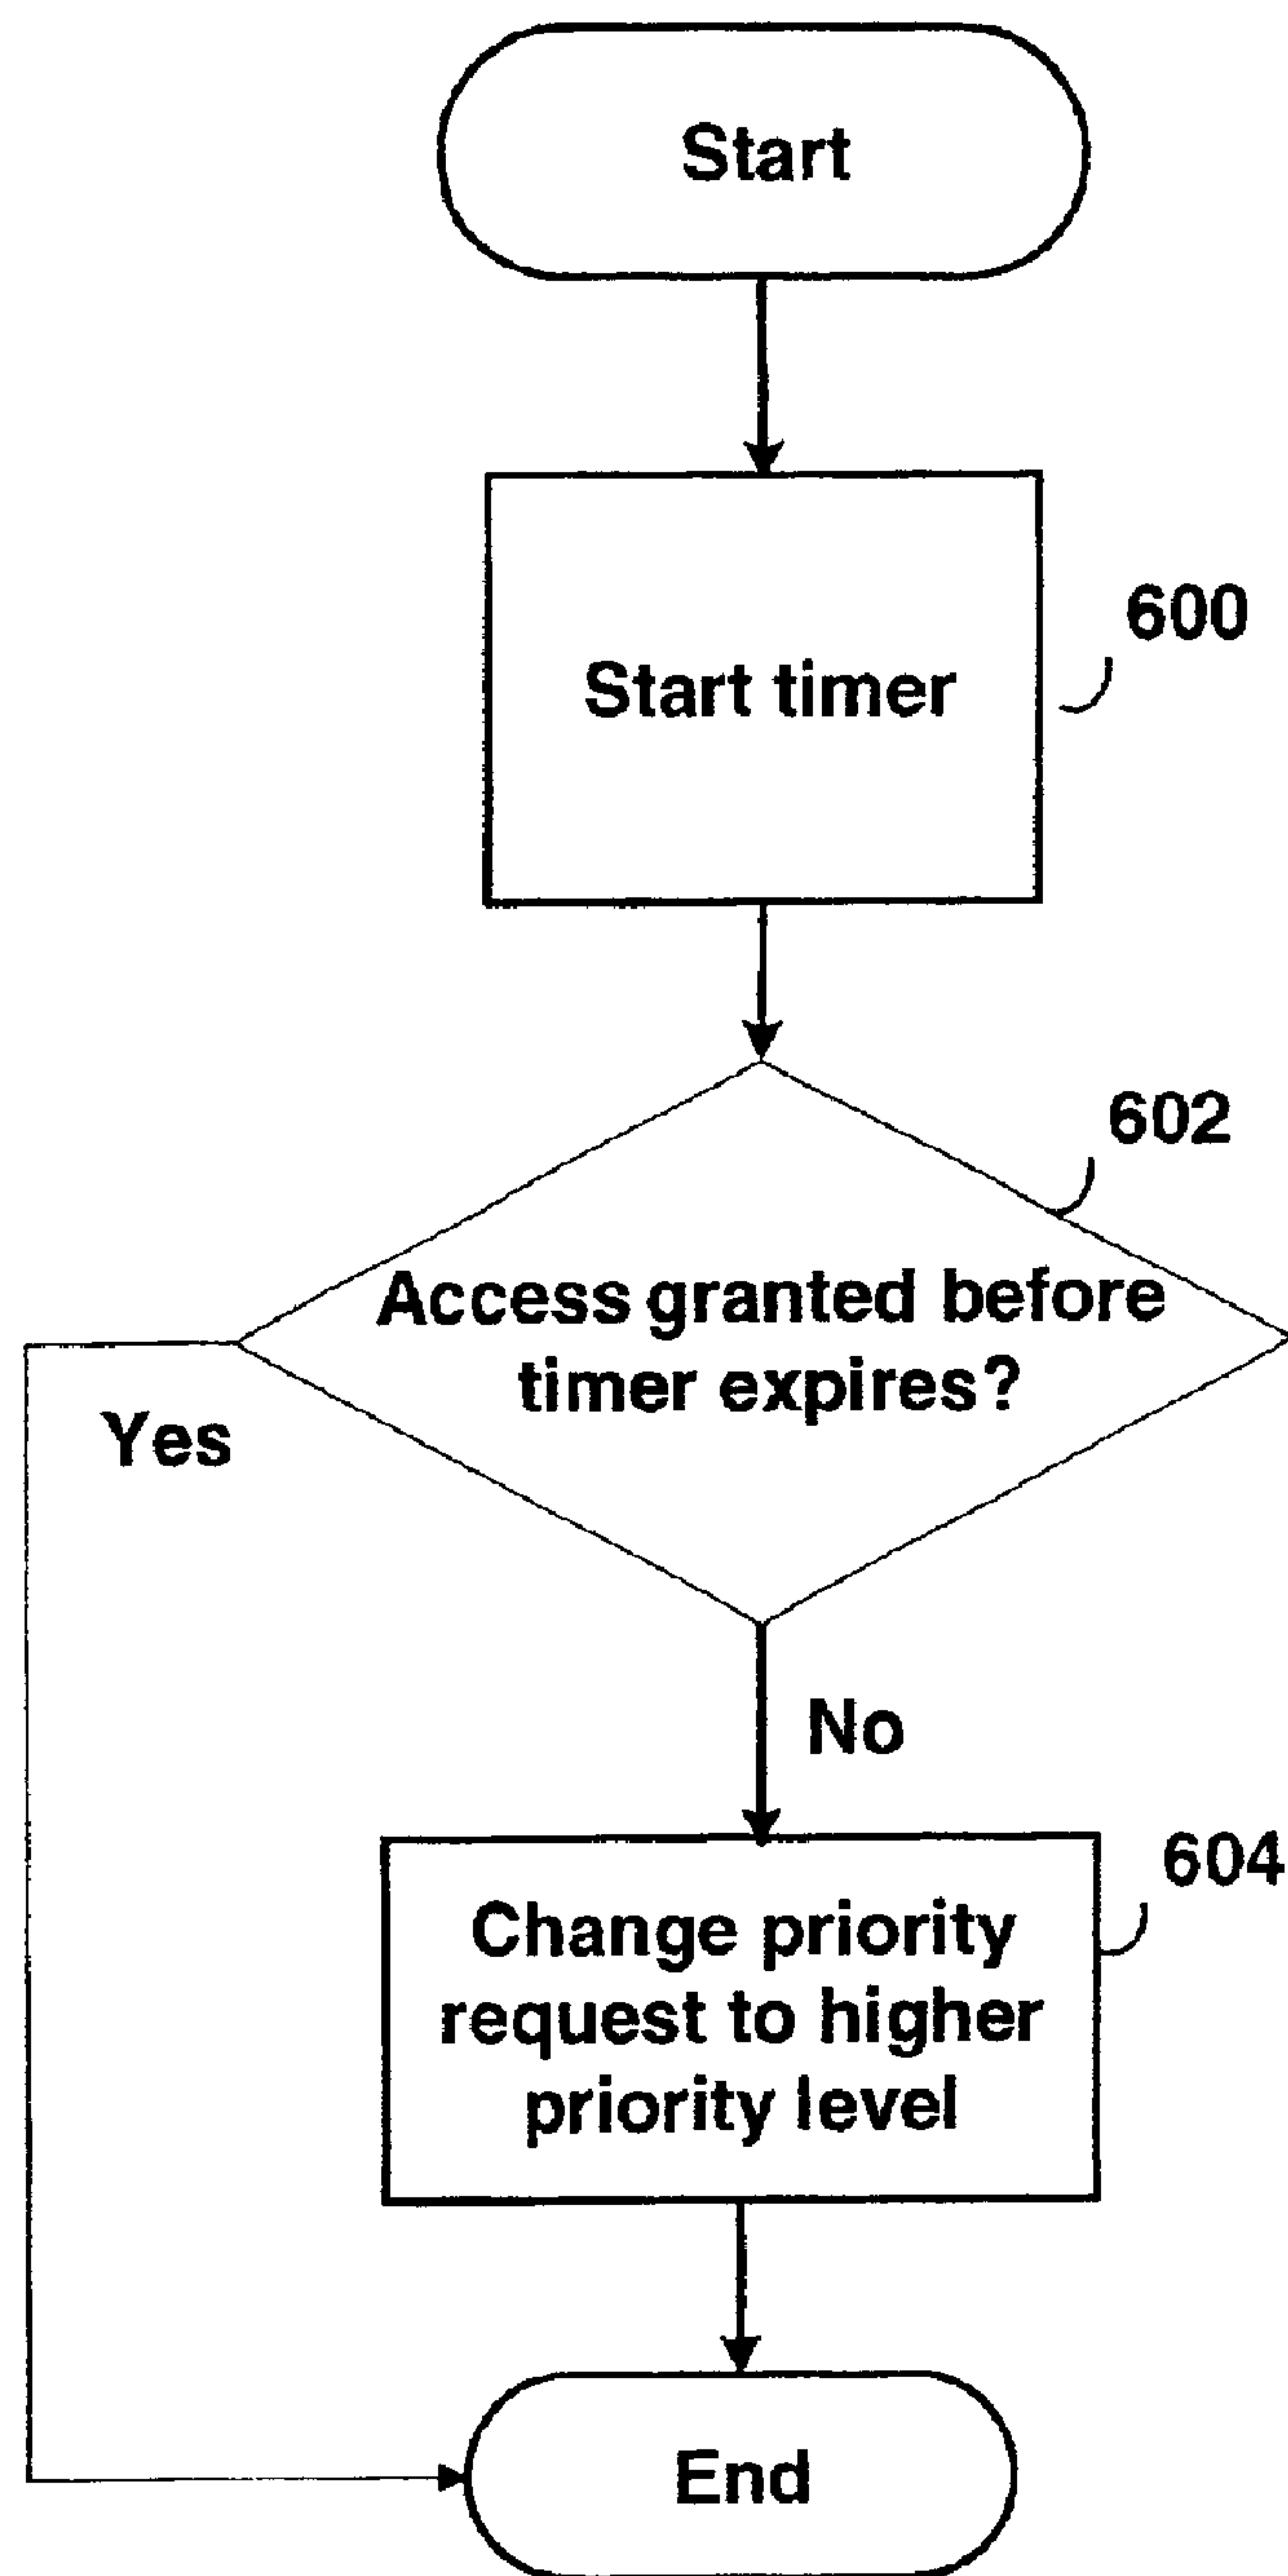 Start
Start timer
600
602
Access granted before
timer expires?
Yes
No
604
Change priority
request to higher
priority level
End